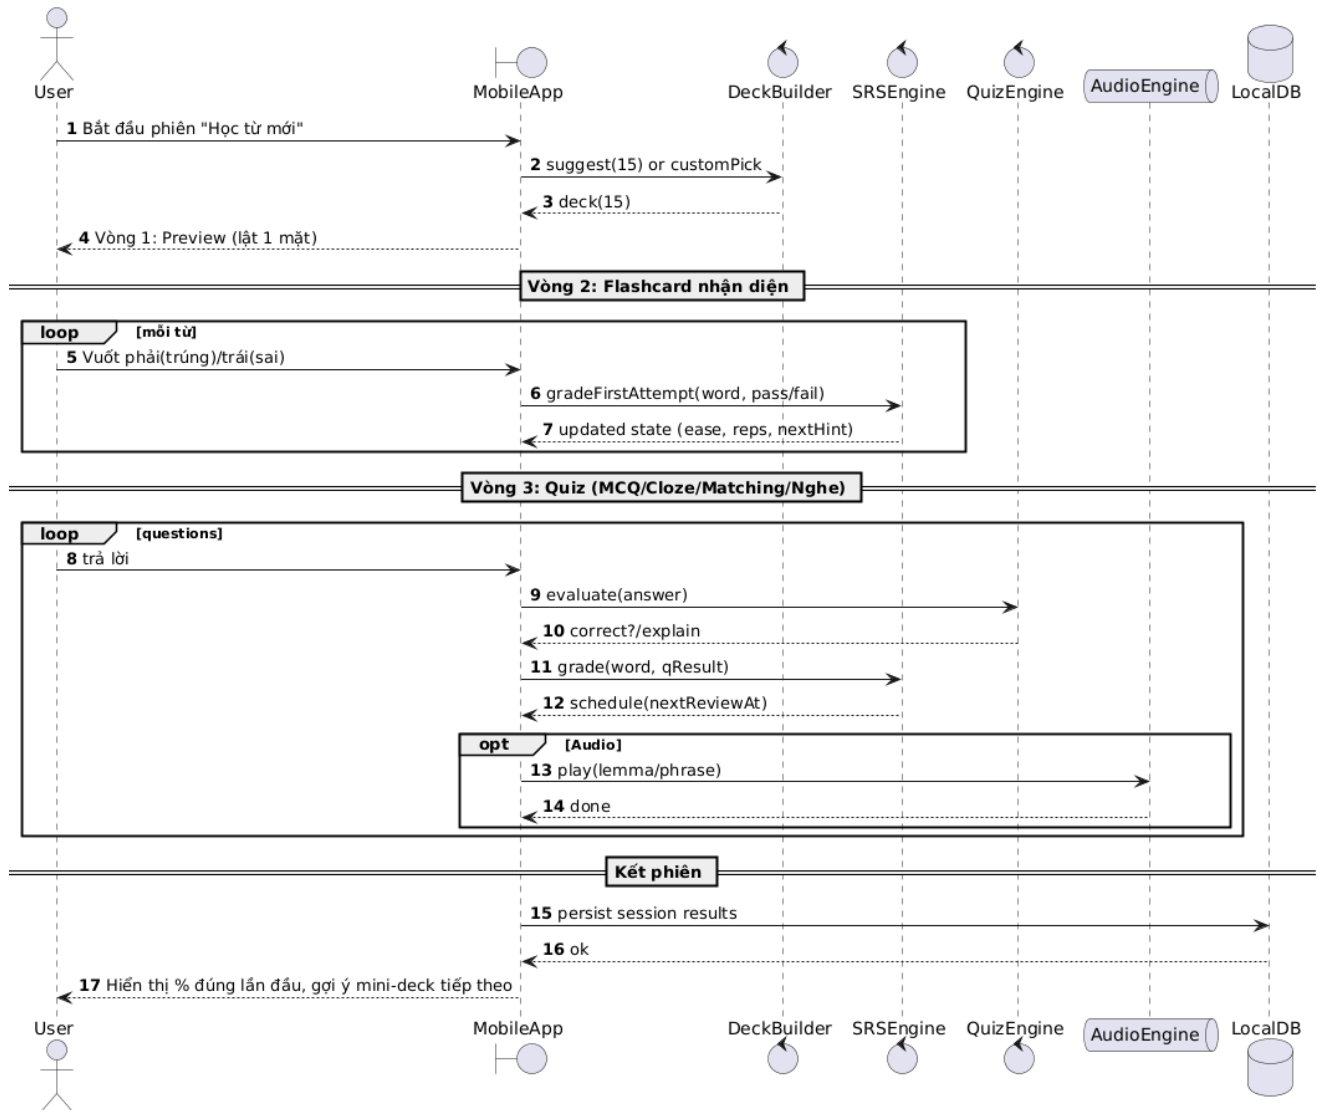 User
MobileApp
DeckBuilder
SRSEngine
QuizEngine
AudioEngine
LocalDB
1 Bắt đầu phiên "Học từ mới"
2 suggest(15) or customPick
3 deck(15)
4 Vòng 1: Preview (lật 1 mặt)
Vòng 2: Flashcard nhận diện
loop [mỗi từ]
5 Vuốt phải(trúng)/trái(sai)
6 gradeFirstAttempt(word, pass/fail)
7 updated state (ease, reps, nextHint)
Vòng 3: Quiz (MCQ/Cloze/Matching/Nghe)
loop [questions]
8 trả lời
9 evaluate(answer)
10 correct?/explain
11 grade(word, qResult)
12 schedule(nextReviewAt)
opt [Audio]
13 play(lemma/phrase)
14 done
Kết phiên
15 persist session results
16 ok
17 Hiển thị % đúng lần đầu, gợi ý mini-deck tiếp theo
User
MobileApp
DeckBuilder
SRSEngine
QuizEngine
AudioEngine
LocalDB